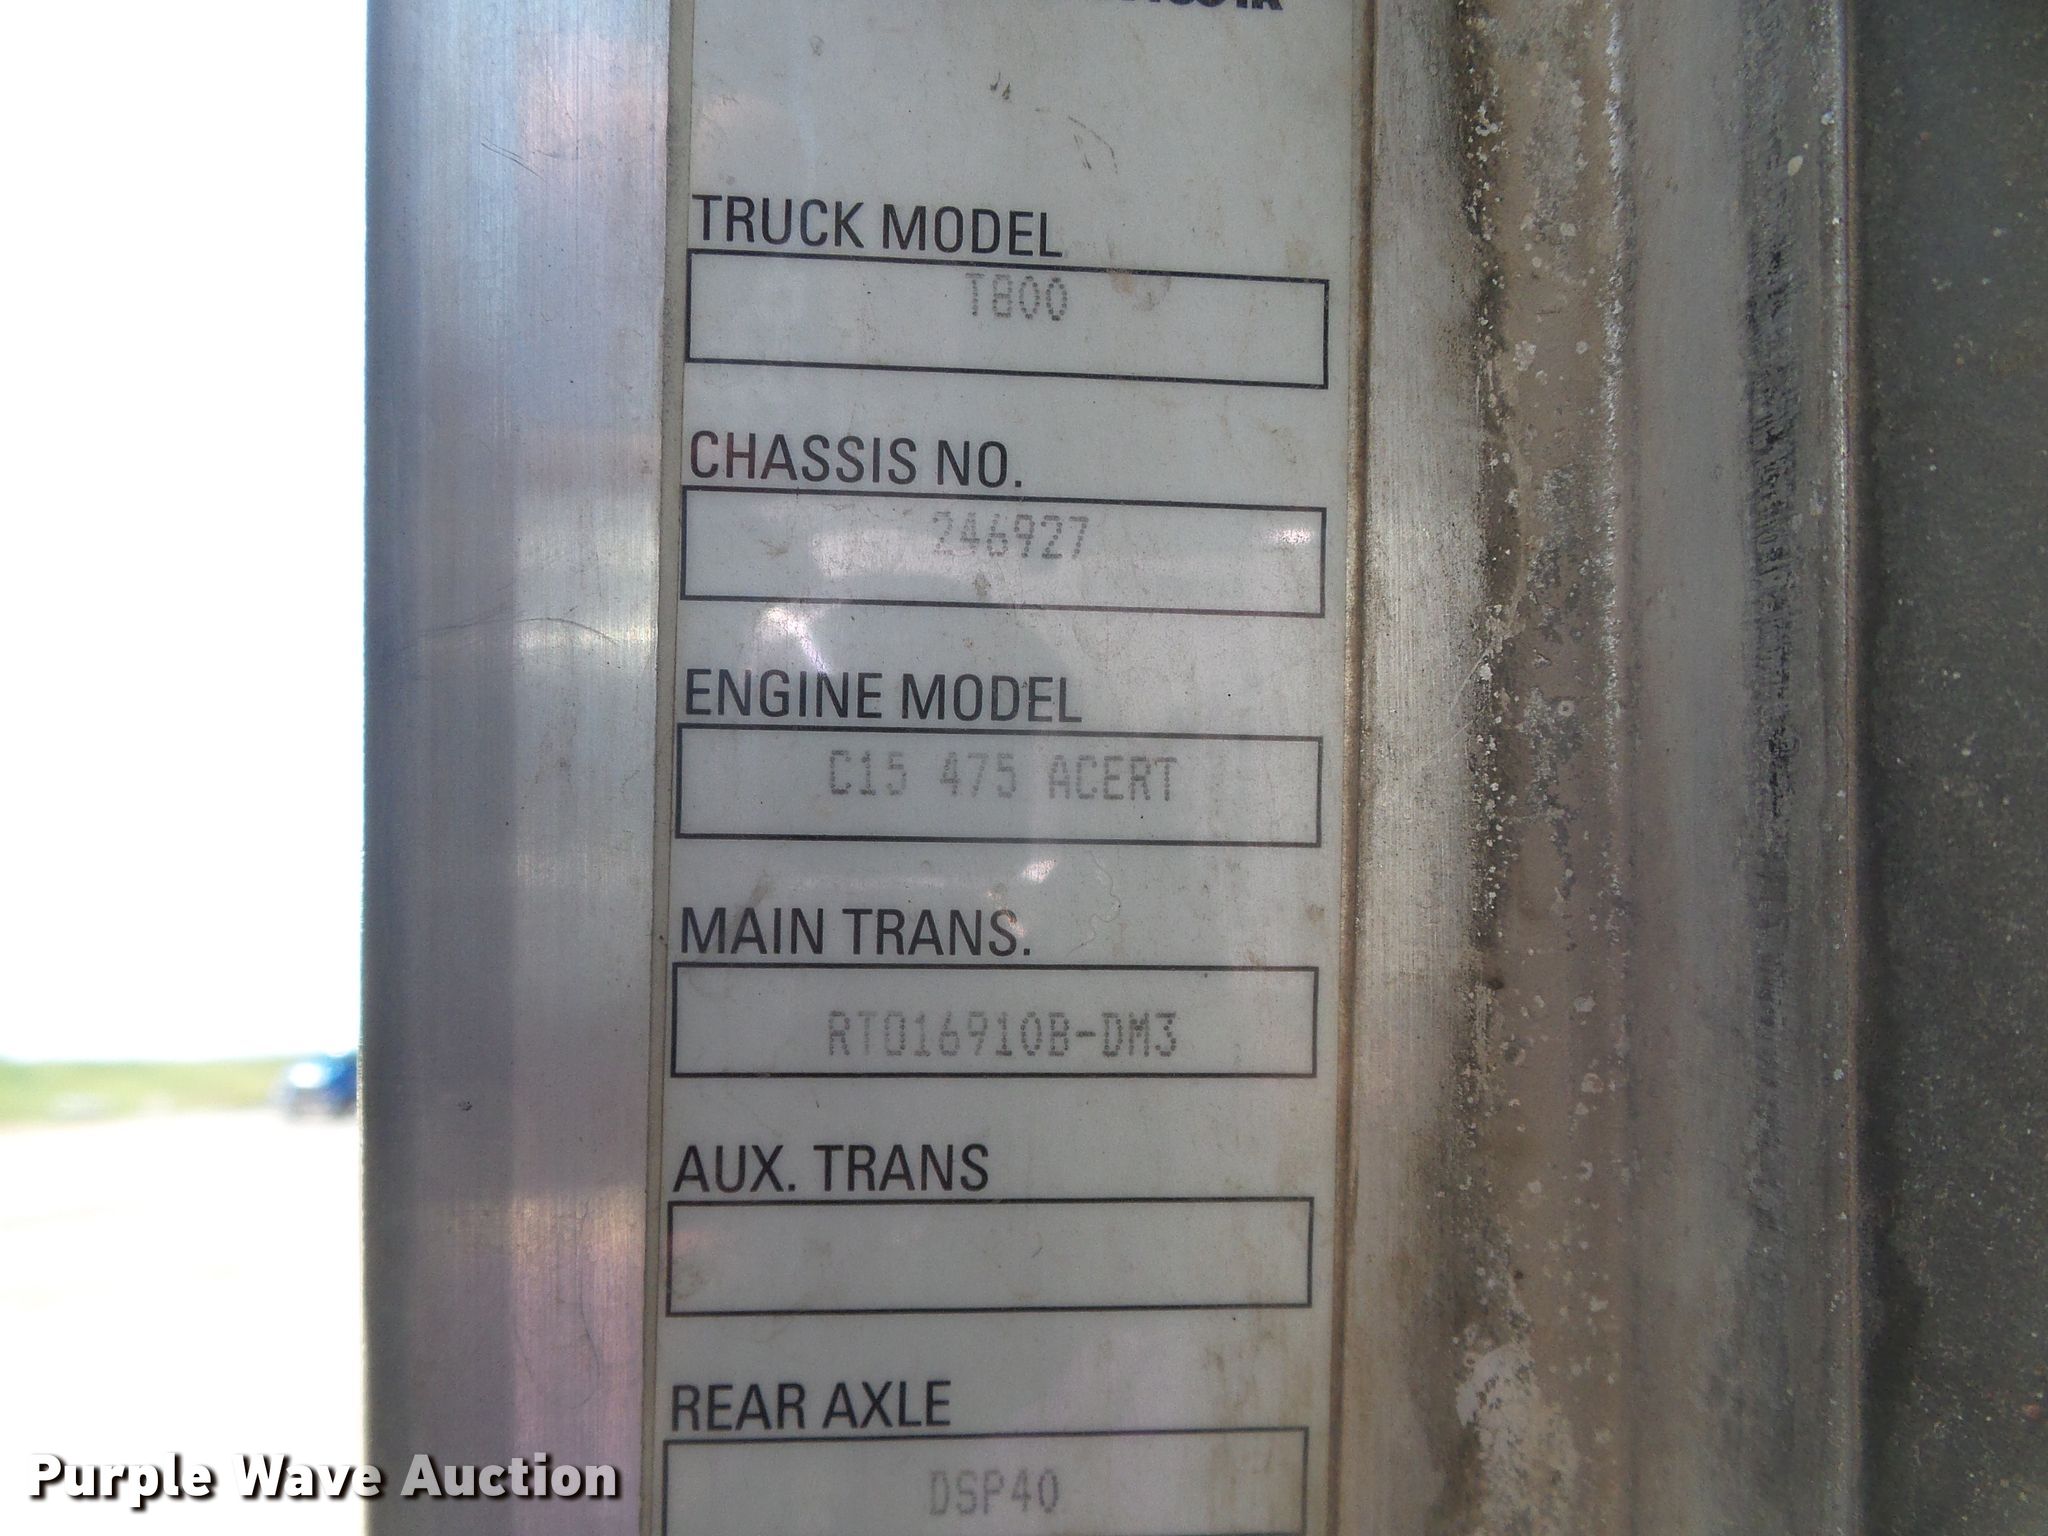 TRUCK MODEL
T800
CHASSIS NO.
246927
ENGINE MODEL
C15 475 ACERT
MAIN TRANS.
RTO16910B-DM3
AUX. TRANS
REAR AXLE
DSP40
Purple Wave Auction